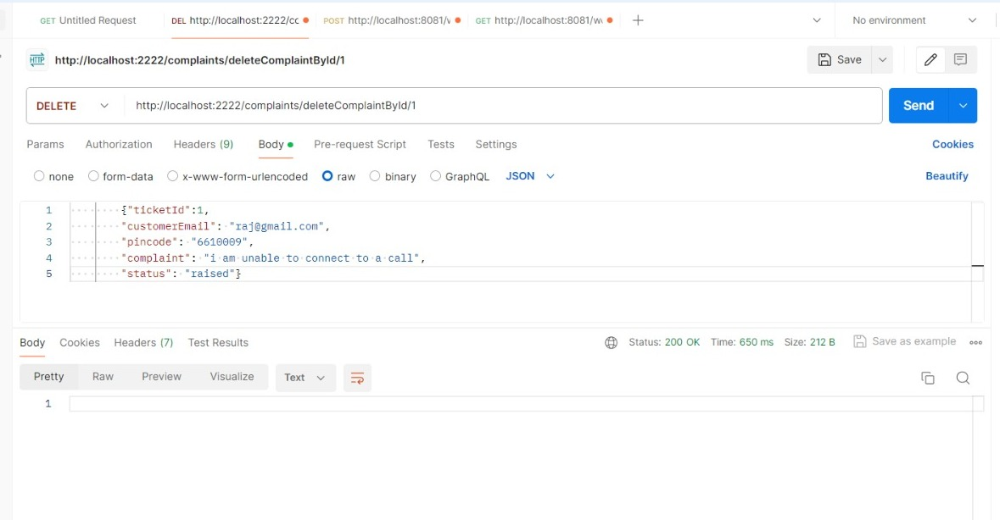 GET Untitled Request
DEL http://localhost:2222/cc
POST http://localhost:8081/v
GET http://localhost:8081/w
No environment
HTTP http://localhost:2222/complaints/deleteComplaintById/1
Save
DELETE http://localhost:2222/complaints/deleteComplaintById/1
Send
Params Authorization Headers (9) Body Pre-request Script Tests Settings Cookies
none form-data x-www-form-urlencoded raw binary GraphQL JSON Beautify
1 {"ticketId":1,
2 "customerEmail": "raj@gmail.com",
3 "pincode": "6610009",
4 "complaint": "i am unable to connect to a call",
5 "status": "raised"}
Body Cookies Headers (7) Test Results Status: 200 OK Time: 650 ms Size: 212 B Save as example
Pretty Raw Preview Visualize Text
1